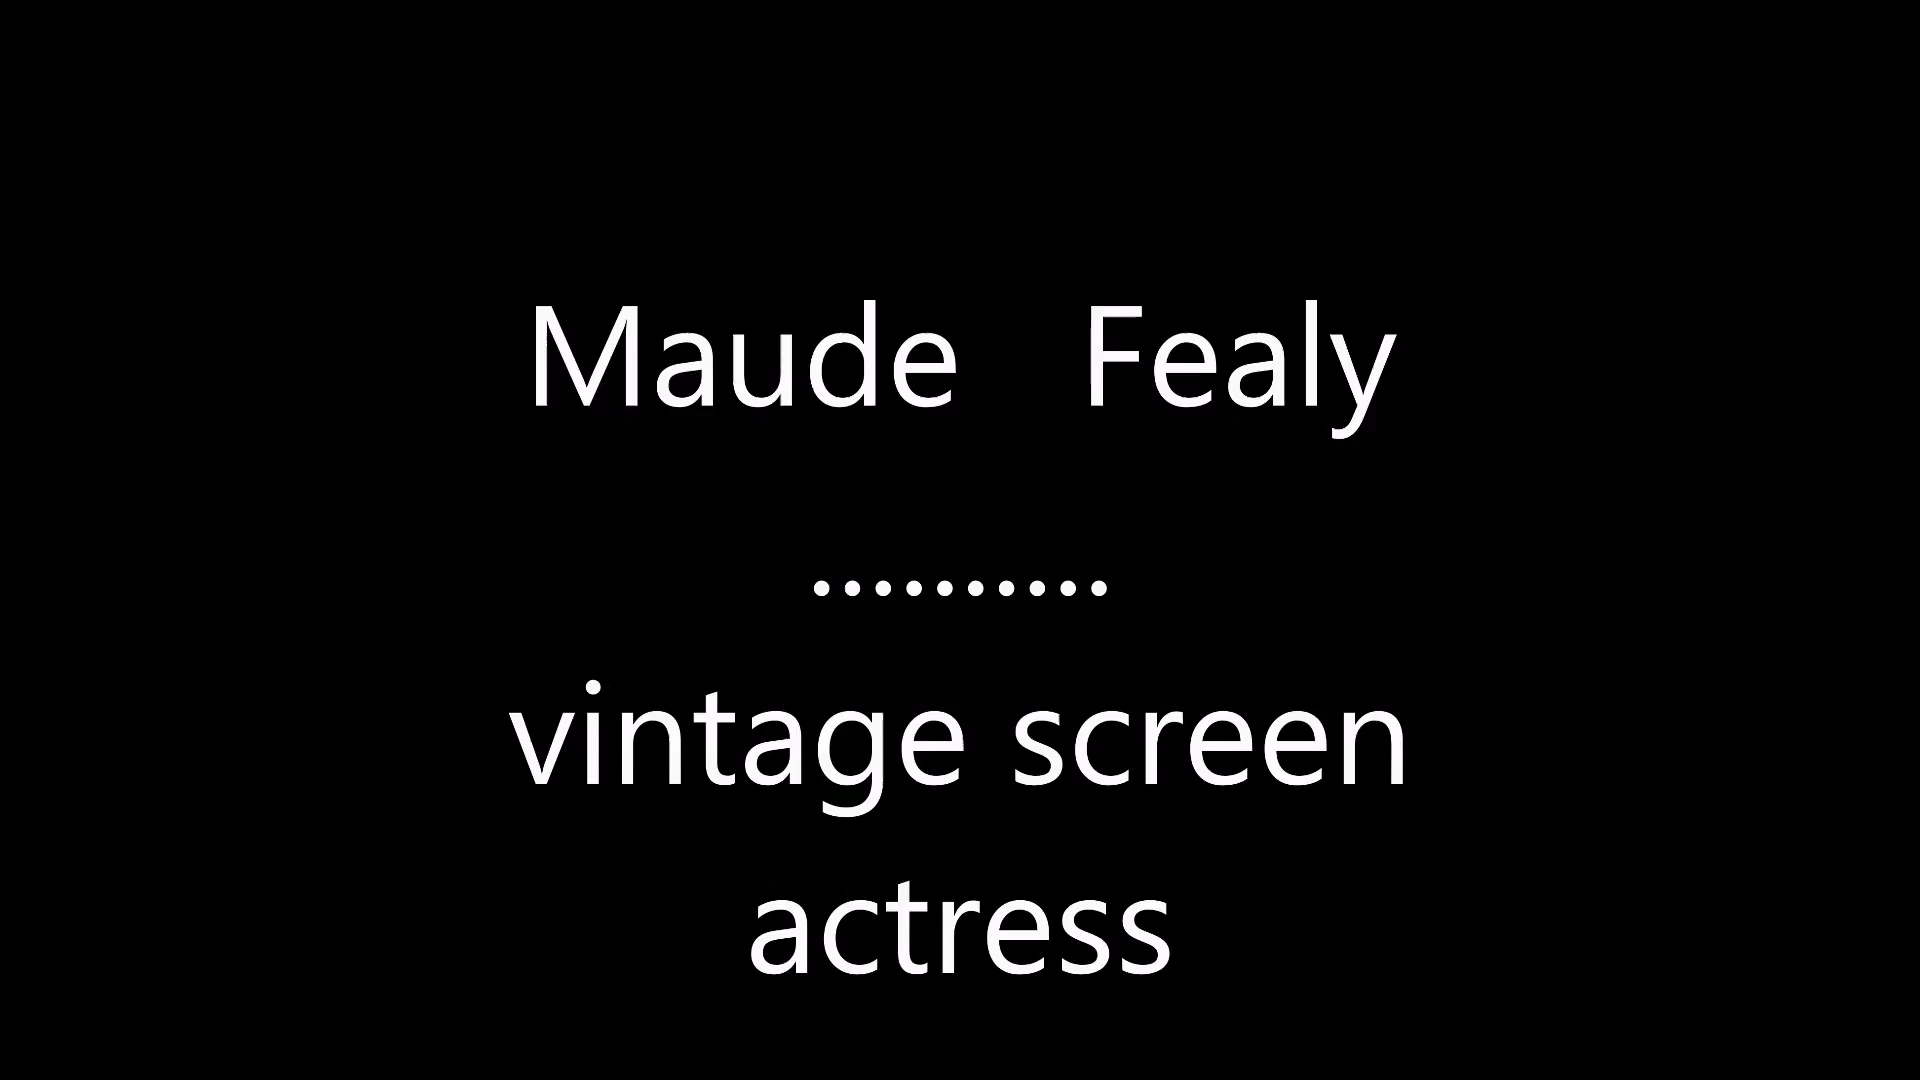 Maude   Fealy
..........
vintage screen
actress